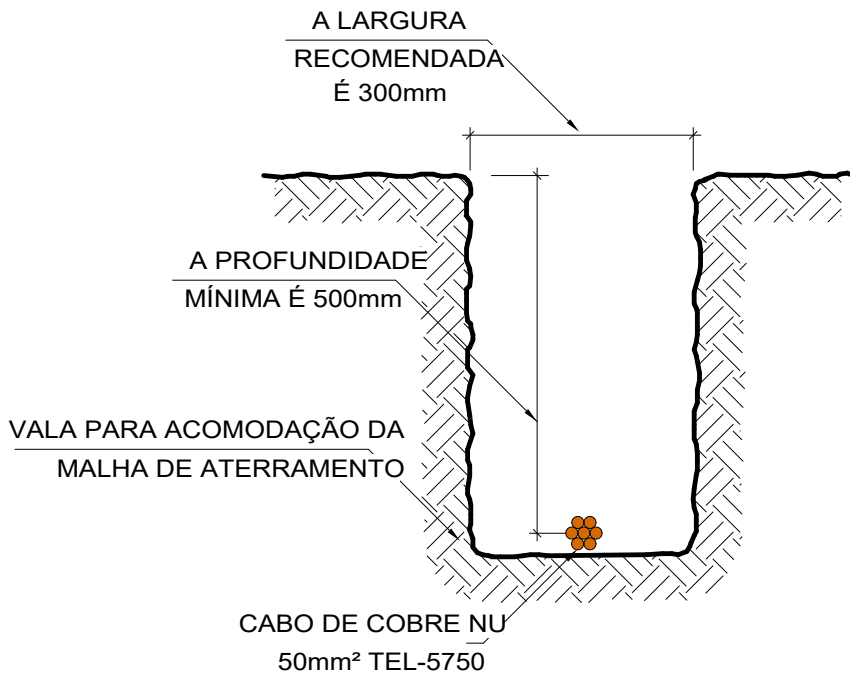 A LARGURA
RECOMENDADA
É 300mm
A PROFUNDIDADE
MÍNIMA É 500mm
VALA PARA ACOMODAÇÃO DA
MALHA DE ATERRAMENTO
CABO DE COBRE NU
50mm² TEL-5750